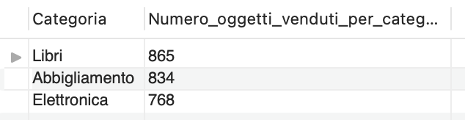 Categoria Numero_oggetti_venduti_per_categ...
Libri 865
Abbigliamento 834
Elettronica 768